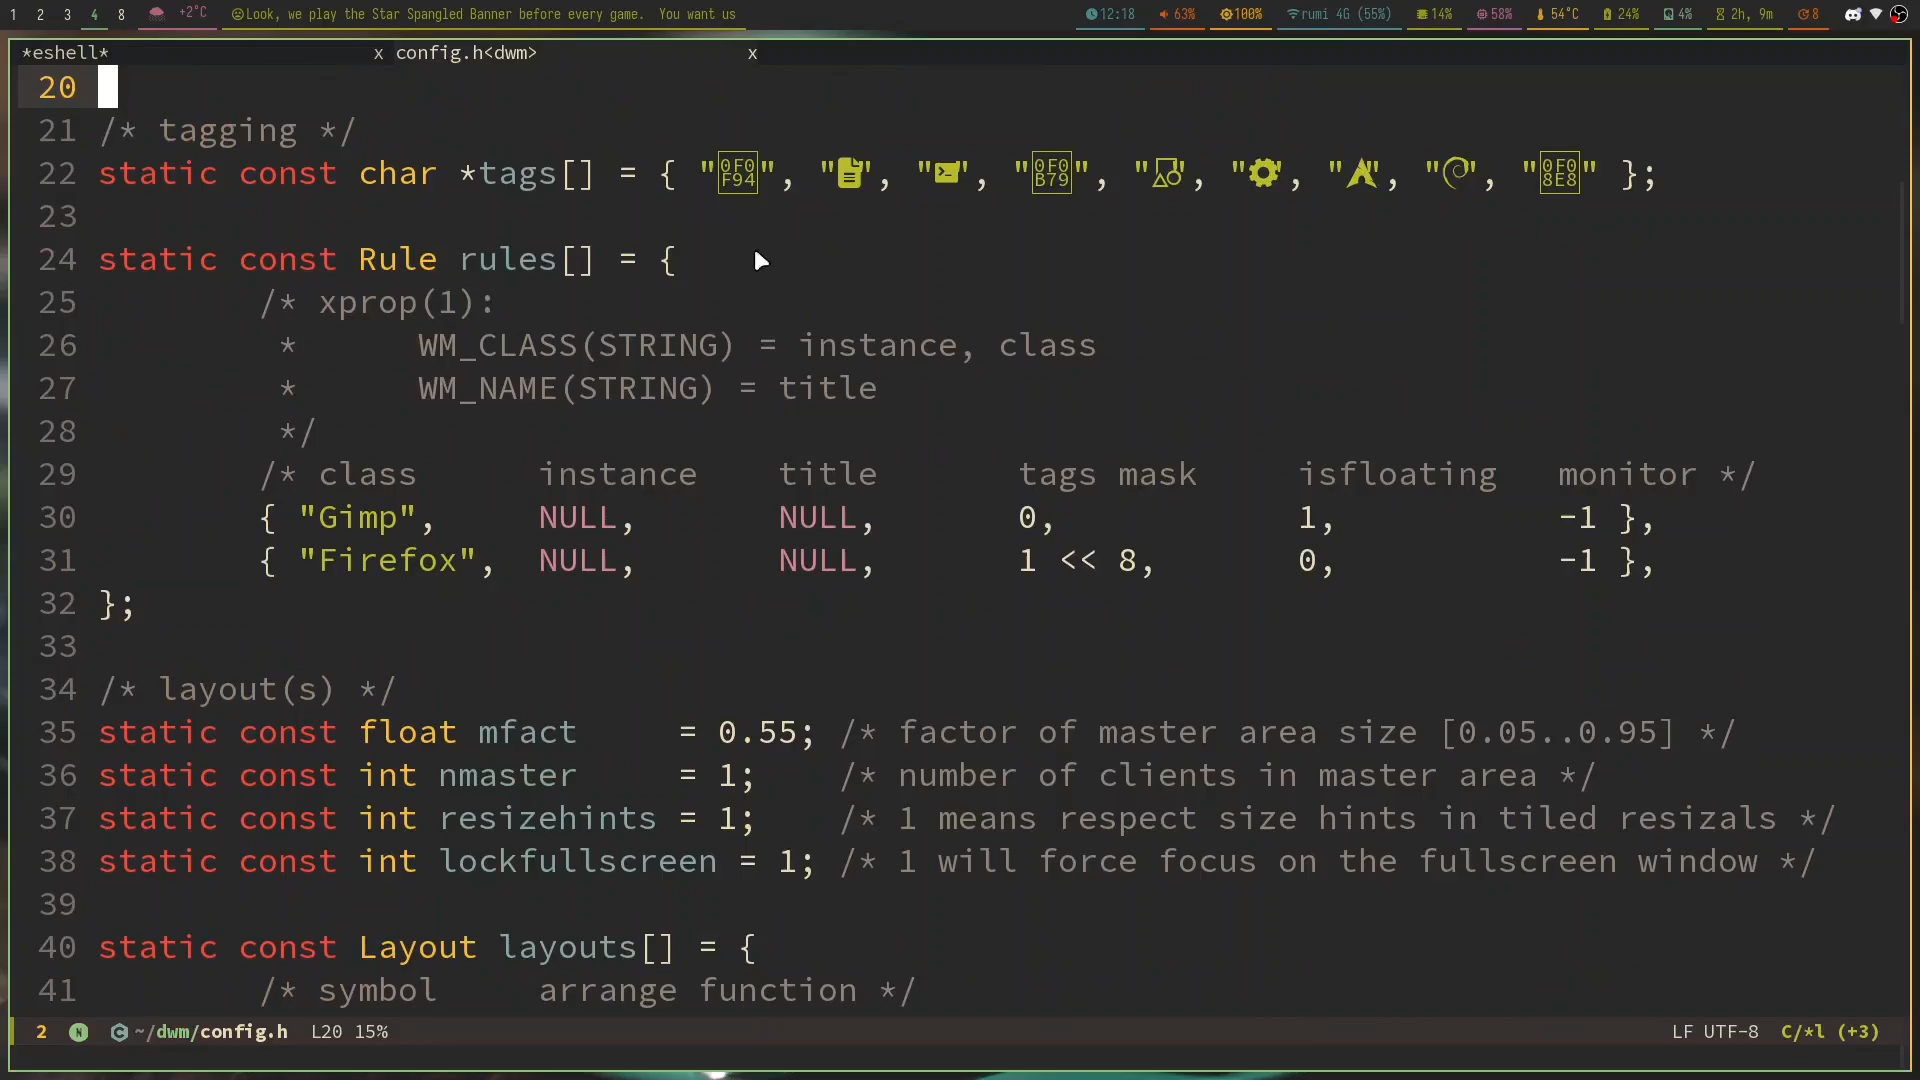 1 2 3 4 8 +2°C Look, we play the Star Spangled Banner before every game. You want us 12:18 63% 100% rumi 4G (55%) 14% 58% 54°C 24% 4% 2h, 9m 8
*eshell* x config.h<dwm> x
20
21 /* tagging */
22 static const char *tags[] = { "0F0F94", "", "", "0F0B79", "", "", "", "", "0F08E8" };
23
24 static const Rule rules[] = {
25 /* xprop(1):
26 * WM_CLASS(STRING) = instance, class
27 * WM_NAME(STRING) = title
28 */
29 /* class instance title tags mask isfloating monitor */
30 { "Gimp", NULL, NULL, 0, 1, -1 },
31 { "Firefox", NULL, NULL, 1 << 8, 0, -1 },
32 };
33
34 /* layout(s) */
35 static const float mfact = 0.55; /* factor of master area size [0.05..0.95] */
36 static const int nmaster = 1; /* number of clients in master area */
37 static const int resizehints = 1; /* 1 means respect size hints in tiled resizals */
38 static const int lockfullscreen = 1; /* 1 will force focus on the fullscreen window */
39
40 static const Layout layouts[] = {
41 /* symbol arrange function */
2 N C ~/dwm/config.h L20 15% LF UTF-8 C/*l (+3)